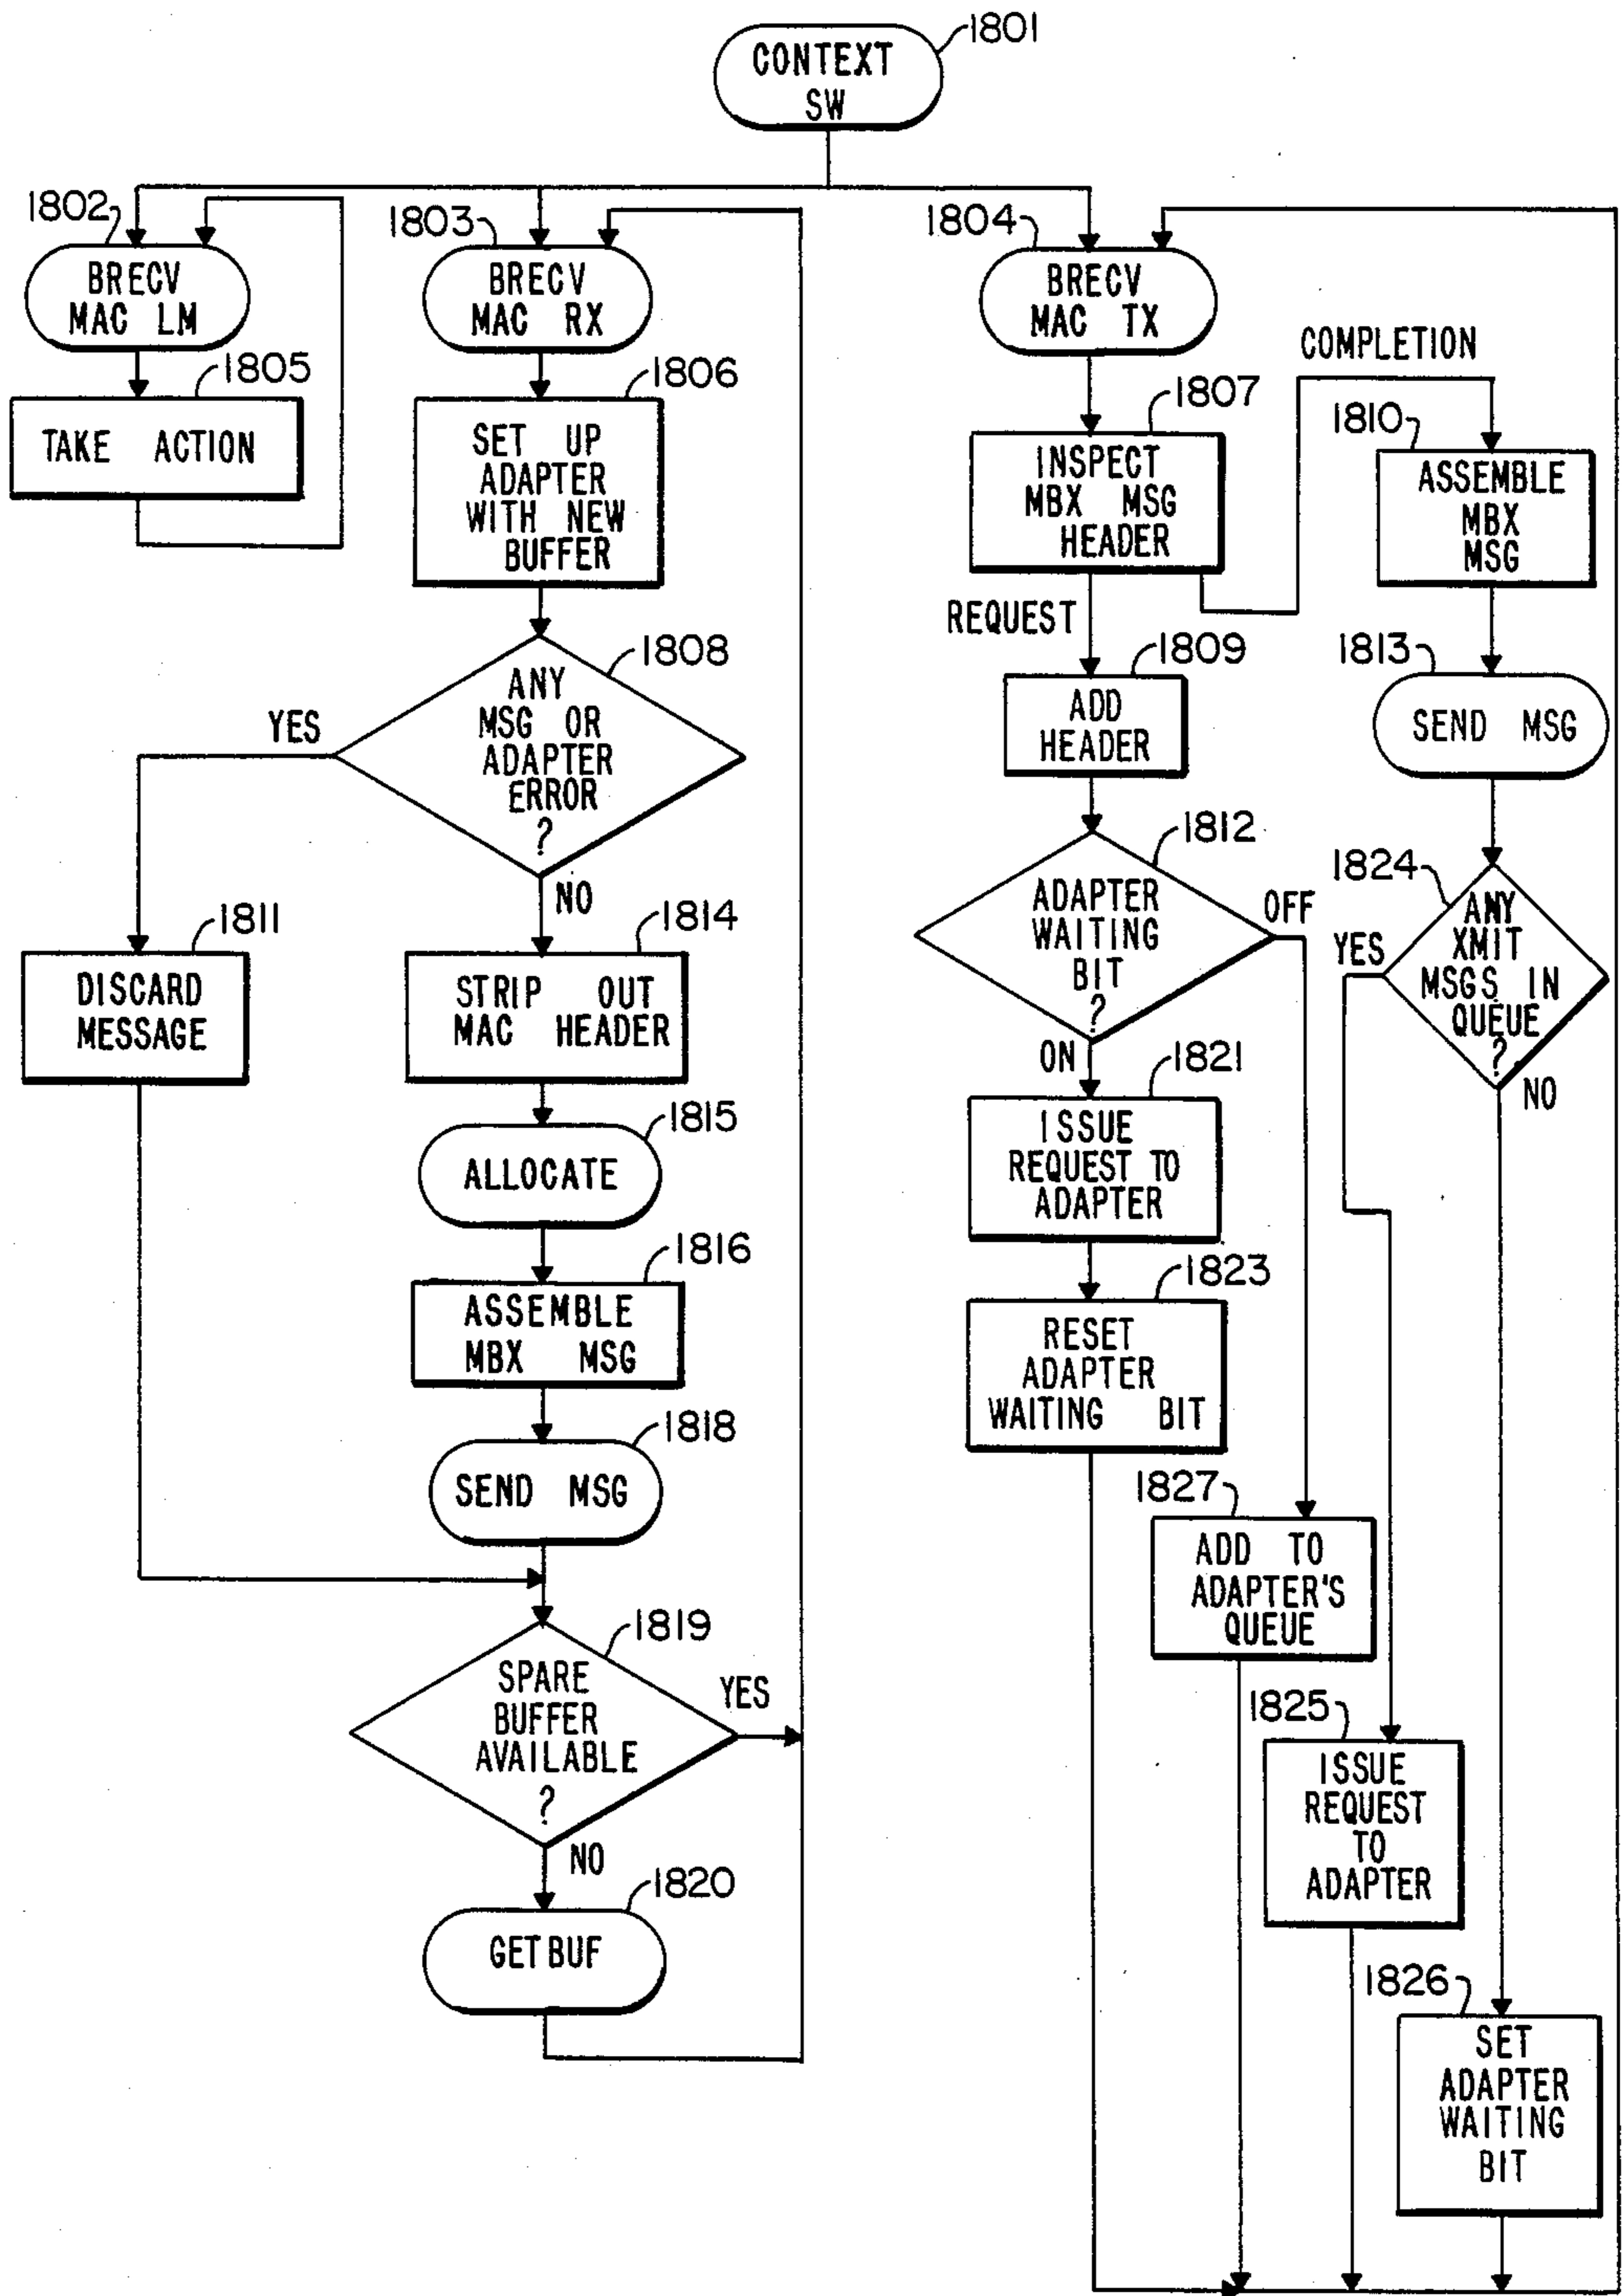 1801
CONTEXT
SW
1802
BRECV
MAC LM
1805
TAKE ACTION
1803
BRECV
MAC RX
1806
SET UP
ADAPTER
WITH NEW
BUFFER
1808
ANY
MSG OR
ADAPTER
ERROR
?
YES
NO
1811
DISCARD
MESSAGE
1814
STRIP OUT
MAC HEADER
1815
ALLOCATE
1816
ASSEMBLE
MBX MSG
1818
SEND MSG
1819
SPARE
BUFFER
AVAILABLE
?
YES
NO
1820
GETBUF
1804
BRECV
MAC TX
COMPLETION
1807
INSPECT
MBX MSG
HEADER
REQUEST
1809
ADD
HEADER
1812
ADAPTER
WAITING
BIT
?
OFF
ON
1821
ISSUE
REQUEST TO
ADAPTER
1823
RESET
ADAPTER
WAITING BIT
1827
ADD TO
ADAPTER'S
QUEUE
1810
ASSEMBLE
MBX
MSG
1813
SEND MSG
1824
ANY
XMIT
MSGS IN
QUEUE
?
YES
NO
1825
ISSUE
REQUEST
TO
ADAPTER
1826
SET
ADAPTER
WAITING
BIT